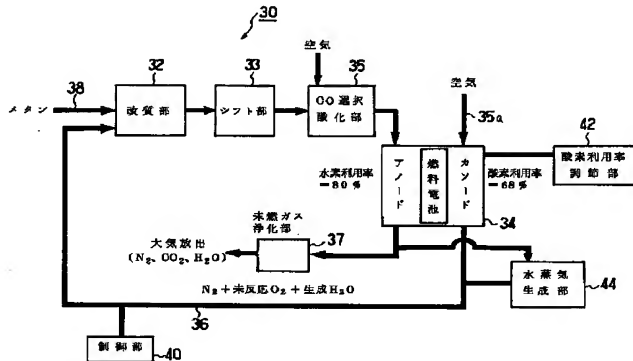 30
空気
32
33
35
空気
メタン
38
改質部
シフト部
CO選択
酸化部
35a
42
酸素利用率
調節部
水素利用率
=80%
アノード
燃料電池
カソード
酸素利用率
=68%
34
未燃ガス
浄化部
37
大気放出
(N₂、CO₂、H₂O)
水蒸気
生成部
44
N₂+未反応O₂+生成H₂O
36
制御部
40